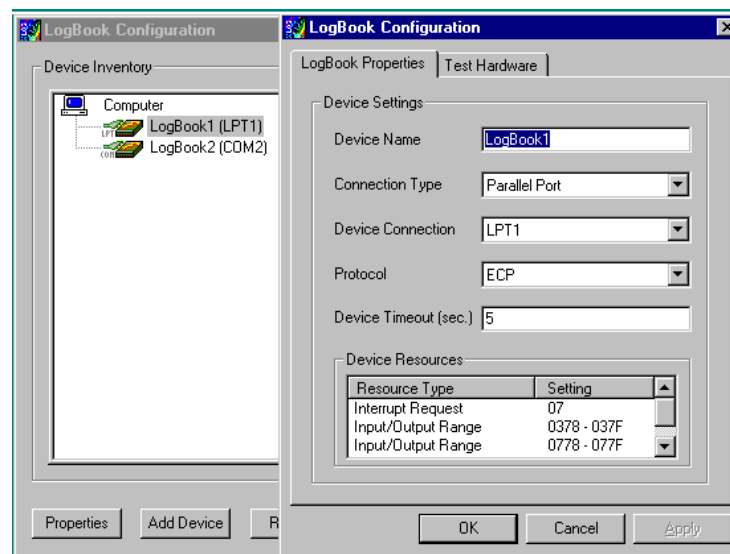 LogBook Configuration
Device Inventory
Computer
LPT
LogBook1 (LPT1)
COM
LogBook2 (COM2)
Properties
Add Device
R
LogBook Configuration
LogBook Properties
Test Hardware
Device Settings
Device Name
LogBook1
Connection Type
Parallel Port
Device Connection
LPT1
Protocol
ECP
Device Timeout (sec.)
5
Device Resources
Resource Type Setting
Interrupt Request 07
Input/Output Range 0378 - 037F
Input/Output Range 0778 - 077F
OK
Cancel
Apply